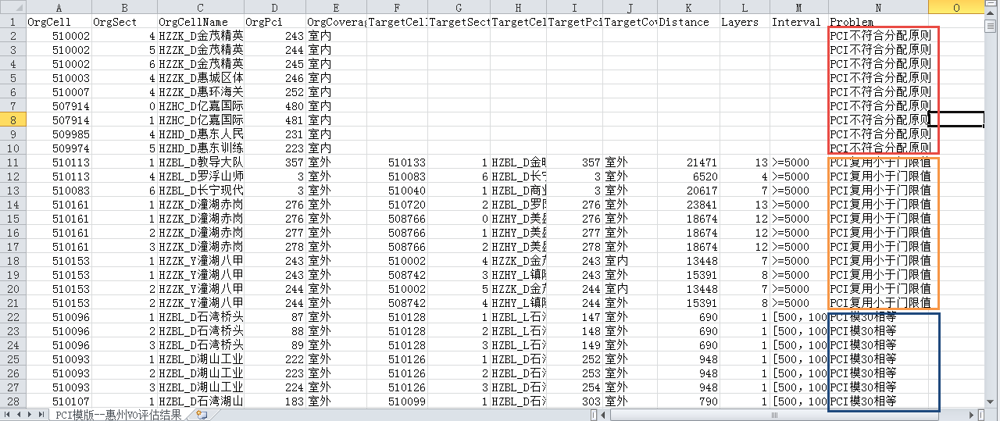 A B C D E F G H I J K L M N O
1 OrgCell OrgSect OrgCellName OrgPci OrgCoverag TargetCel TargetSect TargetCel TargetPci TargetCov Distance Layers Interval Problem
2 510002 4 HZZK_D金茂精英 243 室内 PCI不符合分配原则
3 510002 5 HZZK_D金茂精英 244 室内 PCI不符合分配原则
4 510002 6 HZZK_D金茂精英 245 室内 PCI不符合分配原则
5 510003 4 HZZK_D惠城区体 246 室内 PCI不符合分配原则
6 510007 4 HZZK_D惠环海关 252 室内 PCI不符合分配原则
7 507914 0 HZHC_D亿嘉国际 480 室内 PCI不符合分配原则
8 507914 1 HZHC_D亿嘉国际 481 室内 PCI不符合分配原则
9 509985 4 HZHD_D惠东人民 231 室内 PCI不符合分配原则
10 509974 5 HZHD_D惠东训练 223 室内 PCI不符合分配原则
11 510113 1 HZBL_D教导大队 357 室外 510133 1 HZBL_D金 357 室外 21471 13 >=5000 PCI复用小于门限值
12 510113 4 HZBL_D罗浮山师 3 室外 510083 6 HZBL_D长 3 室外 6520 4 >=5000 PCI复用小于门限值
13 510083 6 HZBL_D长宁现代 3 室外 510040 1 HZBL_D商 3 室外 20617 7 >=5000 PCI复用小于门限值
14 510161 1 HZZK_D潼湖赤岗 276 室外 510720 2 HZBL_D罗 276 室外 23841 13 >=5000 PCI复用小于门限值
15 510161 1 HZZK_D潼湖赤岗 276 室外 508766 0 HZHY_D美 276 室外 18674 12 >=5000 PCI复用小于门限值
16 510161 2 HZZK_D潼湖赤岗 277 室外 508766 1 HZHY_D美 277 室外 18674 12 >=5000 PCI复用小于门限值
17 510161 3 HZZK_D潼湖赤岗 278 室外 508766 2 HZHY_D美 278 室外 18674 12 >=5000 PCI复用小于门限值
18 510153 1 HZZK_Y潼湖八甲 243 室外 510002 4 HZZK_D金 243 室内 13448 7 >=5000 PCI复用小于门限值
19 510153 1 HZZK_Y潼湖八甲 243 室外 508742 3 HZHY_L镇 243 室外 15391 8 >=5000 PCI复用小于门限值
20 510153 2 HZZK_Y潼湖八甲 244 室外 510002 5 HZZK_D金 244 室内 13448 7 >=5000 PCI复用小于门限值
21 510153 2 HZZK_Y潼湖八甲 244 室外 508742 4 HZHY_L镇 244 室外 15391 8 >=5000 PCI复用小于门限值
22 510096 1 HZBL_D石湾桥头 87 室外 510128 1 HZBL_L石 147 室外 690 1 [500，100 PCI模30相等
23 510096 2 HZBL_D石湾桥头 88 室外 510128 2 HZBL_L石 148 室外 690 1 [500，100 PCI模30相等
24 510096 3 HZBL_D石湾桥头 89 室外 510128 3 HZBL_L石 149 室外 690 1 [500，100 PCI模30相等
25 510093 1 HZBL_D湖山工业 222 室外 510126 1 HZBL_D石 252 室外 948 1 [500，100 PCI模30相等
26 510093 2 HZBL_D湖山工业 223 室外 510126 2 HZBL_D石 253 室外 948 1 [500，100 PCI模30相等
27 510093 3 HZBL_D湖山工业 224 室外 510126 3 HZBL_D石 254 室外 948 1 [500，100 PCI模30相等
28 510107 1 HZBL_D石湾湖山 183 室外 510099 1 HZBL_D石 303 室外 790 1 [500，100 PCI模30相等
PCI模版--惠州VO评估结果